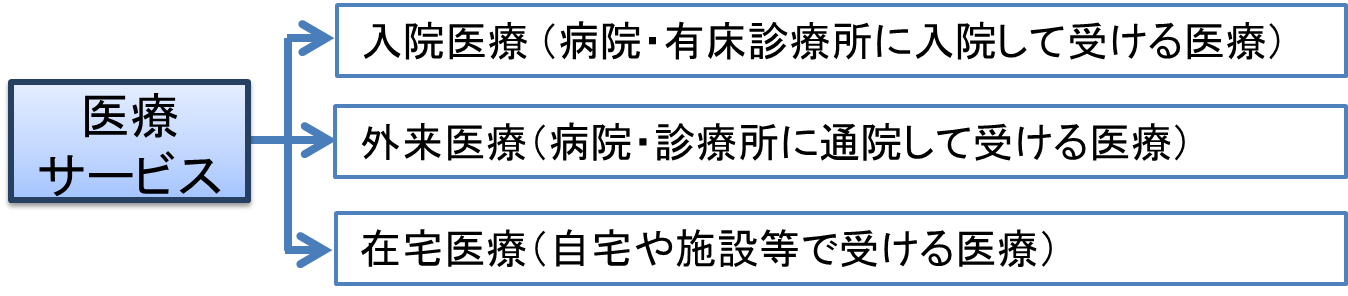 医療
サービス
入院医療（病院・有床診療所に入院して受ける医療）
外来医療（病院・診療所に通院して受ける医療）
在宅医療（自宅や施設等で受ける医療）